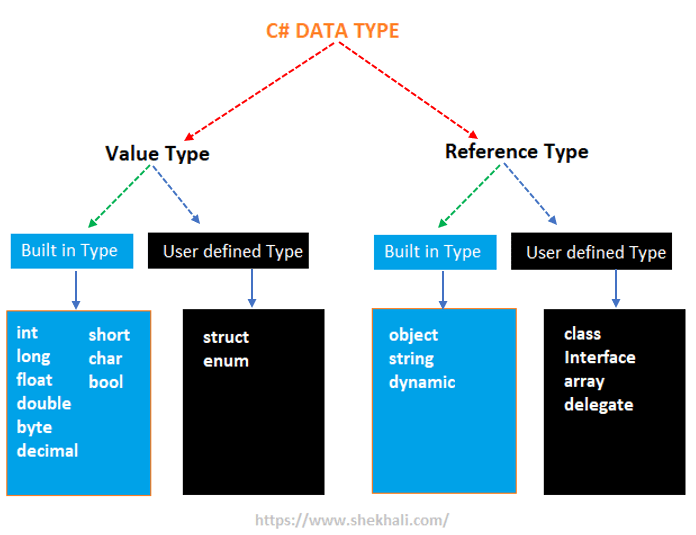 C# DATA TYPE
Value Type
Reference Type
Built in Type
User defined Type
Built in Type
User defined Type
int
long
float
double
byte
decimal
short
char
bool
struct
enum
object
string
dynamic
class
Interface
array
delegate
https://www.shekhali.com/